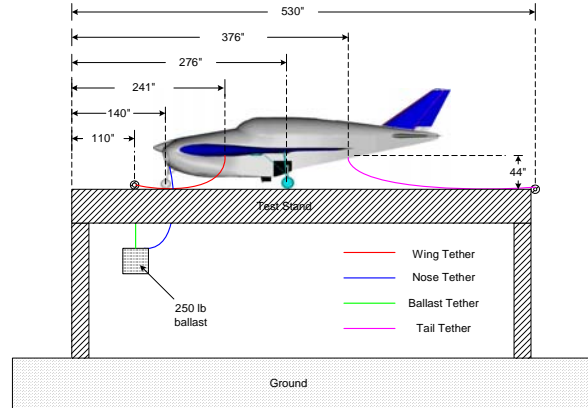 530"
376"
276"
241"
140"
110"
44"
Test Stand
250 lb
ballast
Wing Tether
Nose Tether
Ballast Tether
Tail Tether
Ground